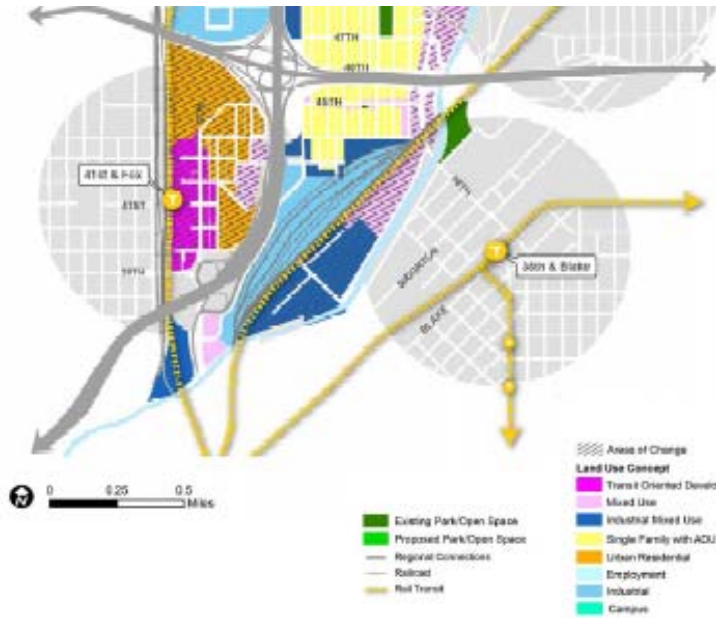 47TH
46TH
45TH
41st & Fox
41ST
38TH
38th & Blake
BRIGHTON
BLAKE
N
0 0.25 0.5
Miles
Areas of Change
Land Use Concept
Transit Oriented Develo
Mixed Use
Industrial Mixed Use
Single Family with ADU
Urban Residential
Employment
Industrial
Campus
Existing Park/Open Space
Proposed Park/Open Space
Regional Connections
Railroad
Rail Transit